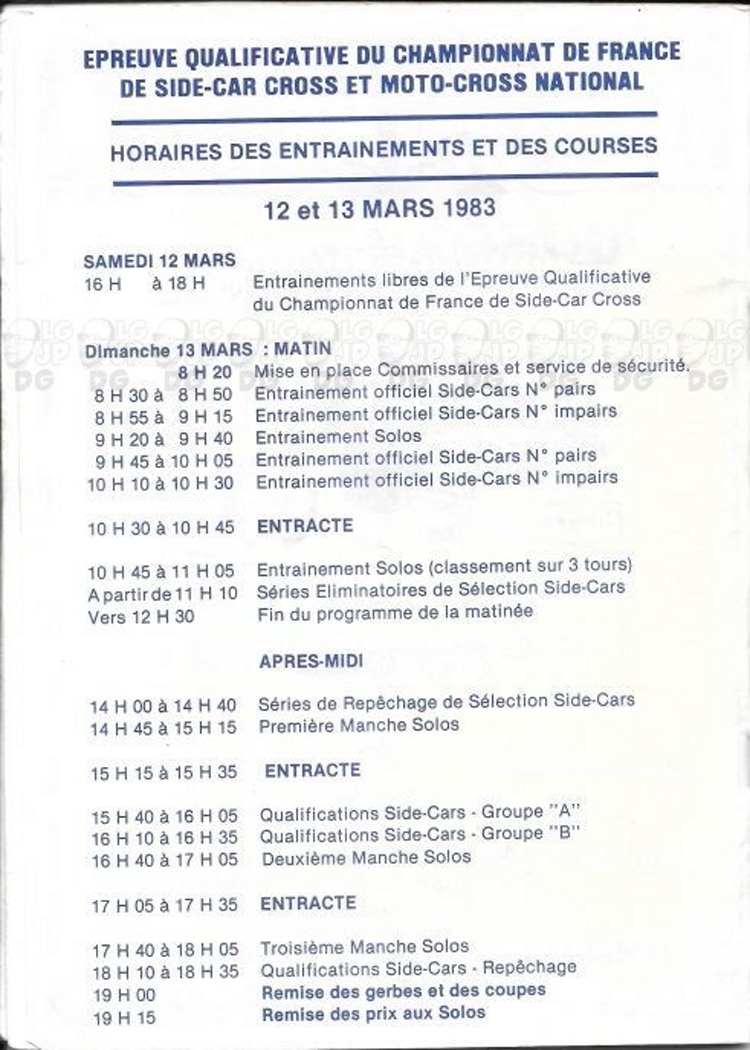 EPREUVE QUALIFICATIVE DU CHAMPIONNAT DE FRANCE
DE SIDE-CAR CROSS ET MOTO-CROSS NATIONAL
HORAIRES DES ENTRAINEMENTS ET DES COURSES
12 et 13 MARS 1983
SAMEDI 12 MARS
16 H à 18 H Entrainements libres de l'Epreuve Qualificative
du Championnat de France de Side-Car Cross
Dimanche 13 MARS : MATIN
8 H 20 Mise en place Commissaires et service de sécurité.
8 H 30 à 8 H 50 Entrainement officiel Side-Cars N° pairs
8 H 55 à 9 H 15 Entrainement officiel Side-Cars N° impairs
9 H 20 à 9 H 40 Entrainement Solos
9 H 45 à 10 H 05 Entrainement officiel Side-Cars N° pairs
10 H 10 à 10 H 30 Entrainement officiel Side-Cars N° impairs
10 H 30 à 10 H 45 ENTRACTE
10 H 45 à 11 H 05 Entrainement Solos (classement sur 3 tours)
A partir de 11 H 10 Séries Eliminatoires de Sélection Side-Cars
Vers 12 H 30 Fin du programme de la matinée
APRES-MIDI
14 H 00 à 14 H 40 Séries de Repêchage de Sélection Side-Cars
14 H 45 à 15 H 15 Première Manche Solos
15 H 15 à 15 H 35 ENTRACTE
15 H 40 à 16 H 05 Qualifications Side-Cars - Groupe "A"
16 H 10 à 16 H 35 Qualifications Side-Cars - Groupe "B"
16 H 40 à 17 H 05 Deuxième Manche Solos
17 H 05 à 17 H 35 ENTRACTE
17 H 40 à 18 H 05 Troisième Manche Solos
18 H 10 à 18 H 35 Qualifications Side-Cars - Repêchage
19 H 00 Remise des gerbes et des coupes
19 H 15 Remise des prix aux Solos